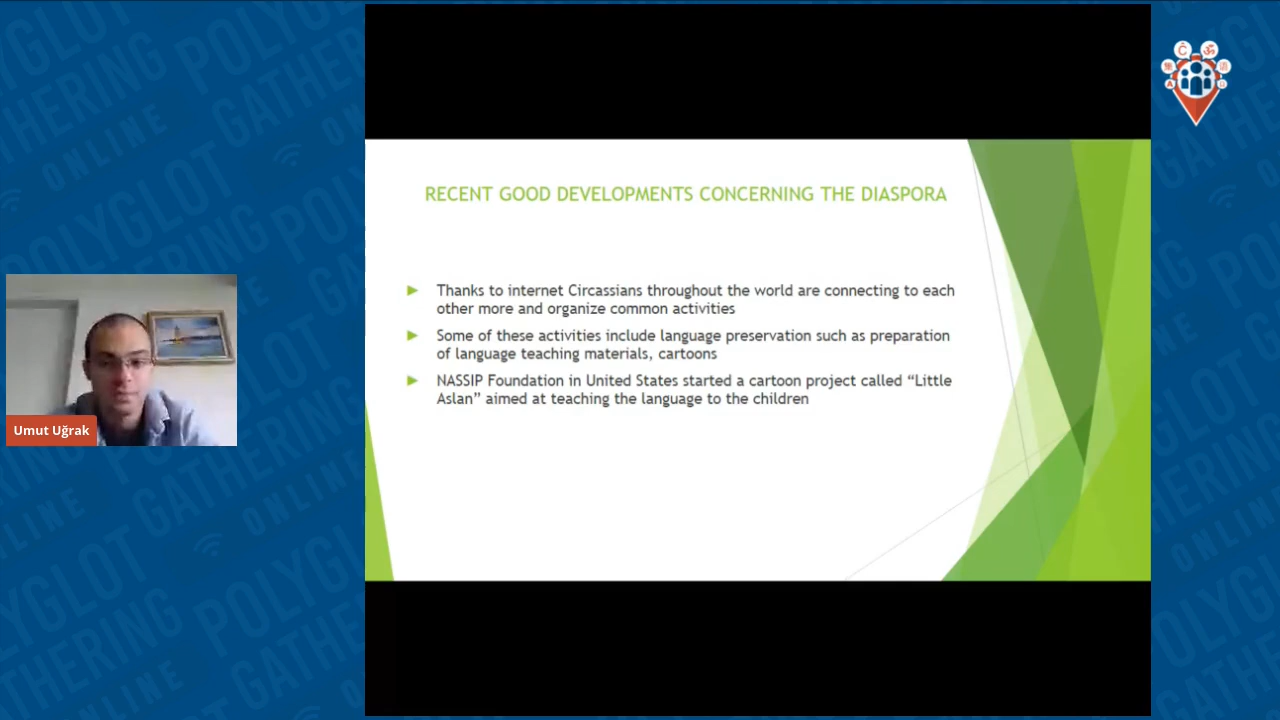 RECENT GOOD DEVELOPMENTS CONCERNING THE DIASPORA
Thanks to internet Circassians throughout the world are connecting to each
other more and organize common activities
Some of these activities include language preservation such as preparation
of language teaching materials, cartoons
NASSIP Foundation in United States started a cartoon project called “Little
Aslan” aimed at teaching the language to the children
Umut Uğrak
POLYGLOT
GATHERING
ONLINE